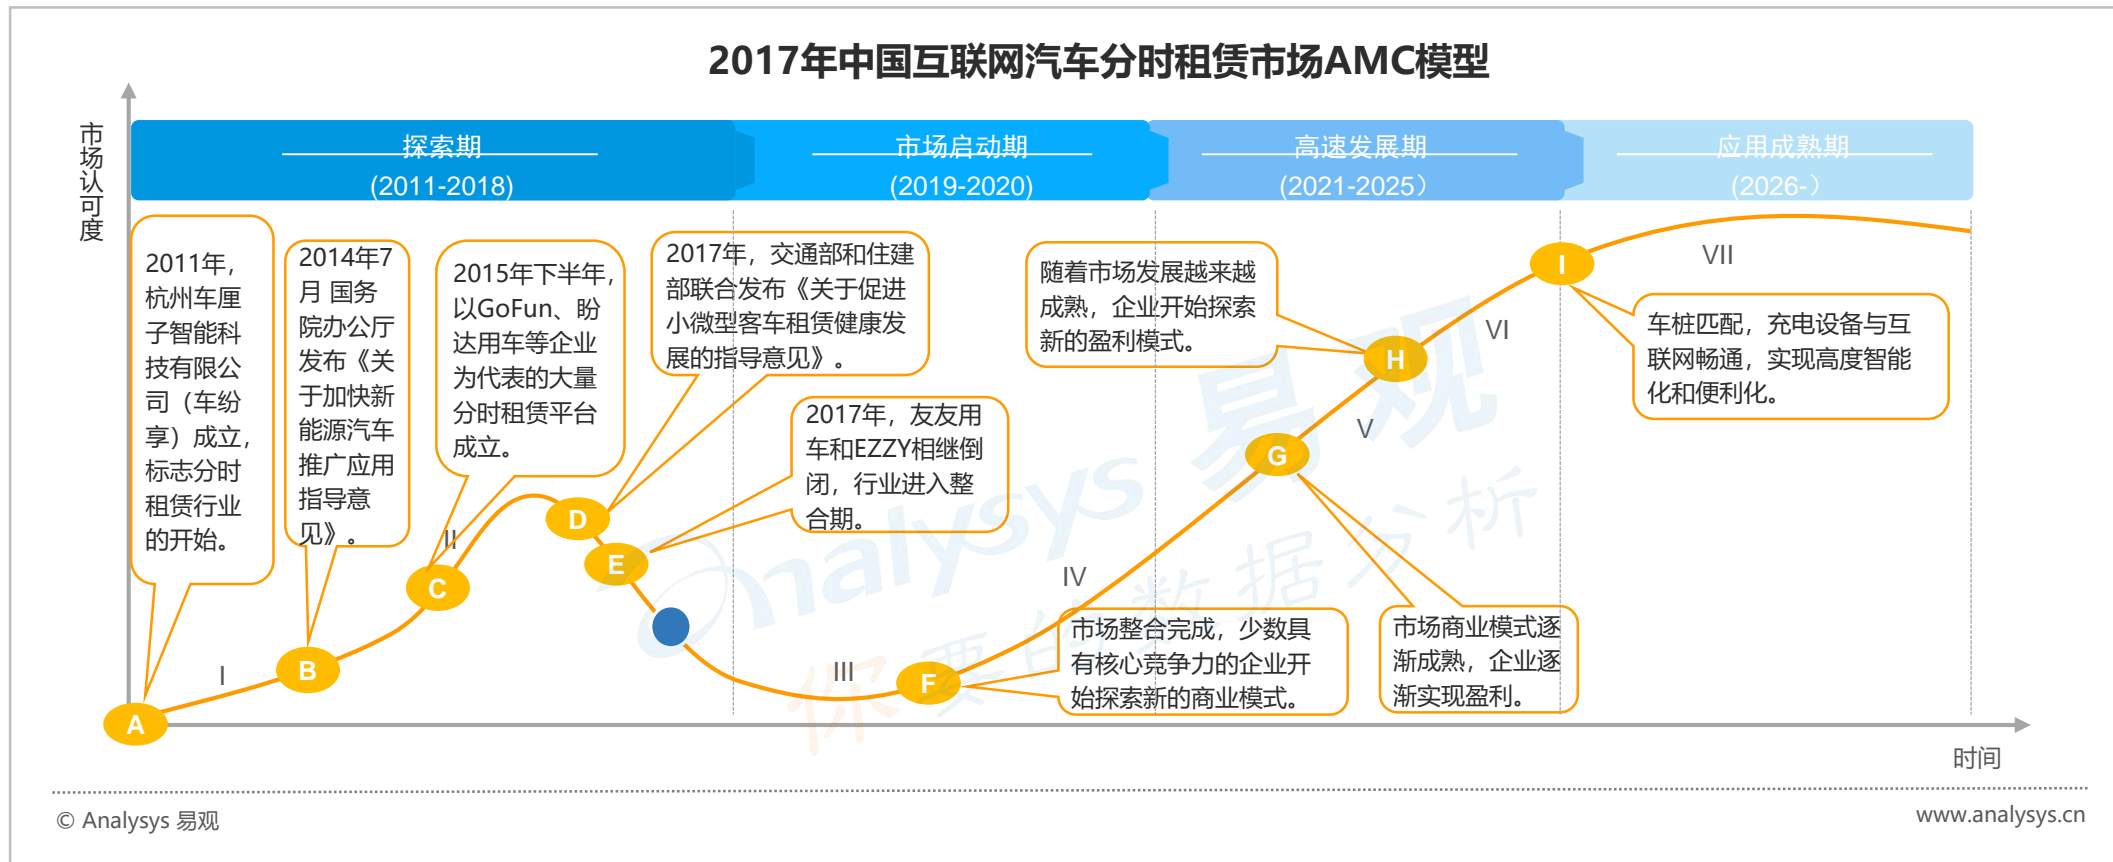 2017年中国互联网汽车分时租赁市场AMC模型
市场认可度
探索期
(2011-2018)
市场启动期
(2019-2020)
高速发展期
(2021-2025）
应用成熟期
(2026-）
2011年，
杭州车厘
子智能科
技有限公
司（车纷
享）成立，
标志分时
租赁行业
的开始。
2014年7
月 国务
院办公厅
发布《关
于加快新
能源汽车
推广应用
指导意
见》。
2015年下半年，
以GoFun、盼
达用车等企业
为代表的大量
分时租赁平台
成立。
2017年，交通部和住建
部联合发布《关于促进
小微型客车租赁健康发
展的指导意见》。
2017年，友友用
车和EZZY相继倒
闭，行业进入整
合期。
随着市场发展越来越
成熟，企业开始探索
新的盈利模式。
车桩匹配，充电设备与互
联网畅通，实现高度智能
化和便利化。
市场整合完成，少数具
有核心竞争力的企业开
始探索新的商业模式。
市场商业模式逐
渐成熟，企业逐
渐实现盈利。
A
I
B
C
II
D
E
III
F
IV
G
V
H
VI
I
VII
Analysys 易观
你要的数据分析
时间
© Analysys 易观
www.analysys.cn